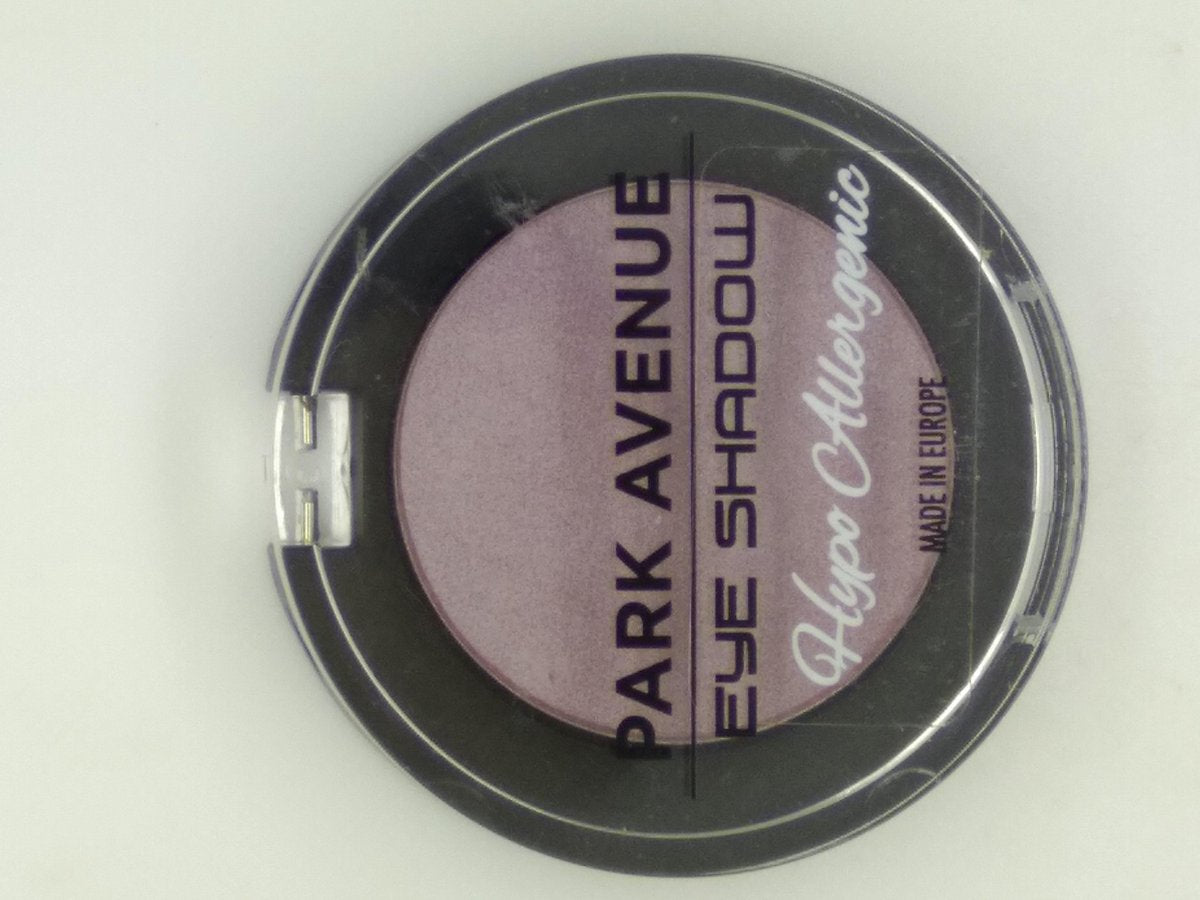 PARK AVENUE
EYE SHADOW
Hypo Allergenic
MADE IN EUROPE